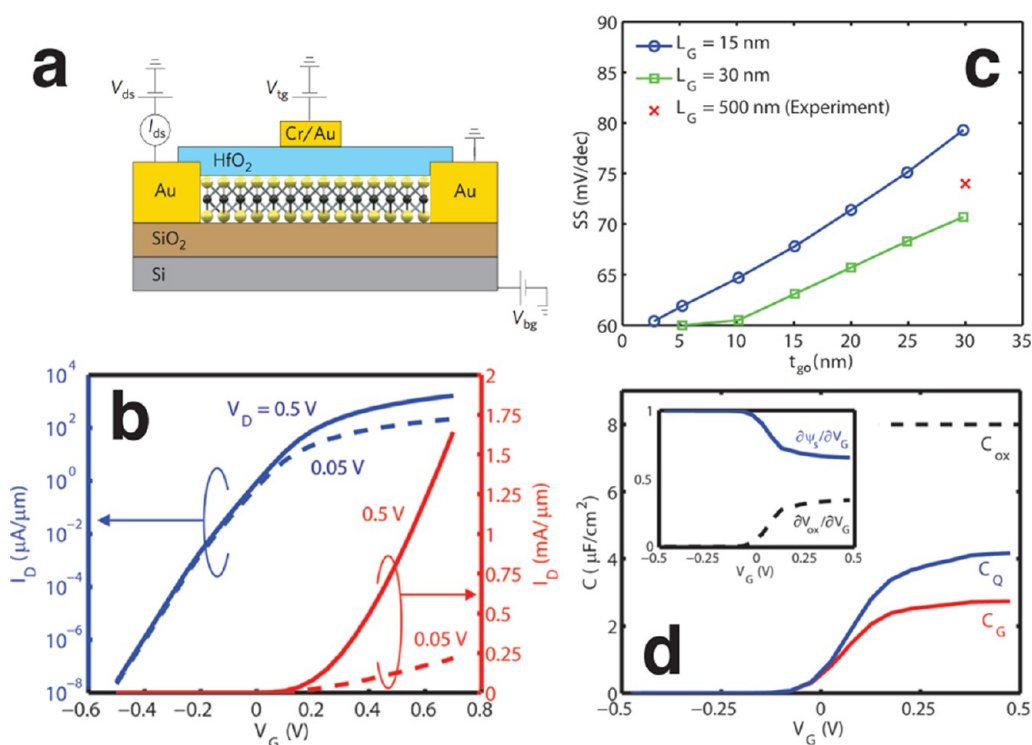 a
V_ds
I_ds
V_tg
Cr/Au
HfO₂
Au
Au
SiO₂
Si
V_bg
c
L_G = 15 nm
L_G = 30 nm
L_G = 500 nm (Experiment)
SS (mV/dec)
90
85
80
75
70
65
60
0
5
10
15
20
25
30
35
t_go (nm)
b
I_D (μA/μm)
10⁴
10²
10⁰
10⁻²
10⁻⁴
10⁻⁶
10⁻⁸
V_D = 0.5 V
0.05 V
0.5 V
0.05 V
2
1.75
1.5
1.25
1
0.75
0.5
0.25
0
I_D (mA/μm)
−0.6
−0.4
−0.2
0
0.2
0.4
0.6
0.8
V_G (V)
d
C (μF/cm²)
8
6
4
2
0
1
0.5
0
∂ψ_s/∂V_G
∂V_ox/∂V_G
−0.5
−0.25
0
0.25
0.5
V_G (V)
C_ox
C_Q
C_G
−0.5
−0.25
0
0.25
0.5
V_G (V)